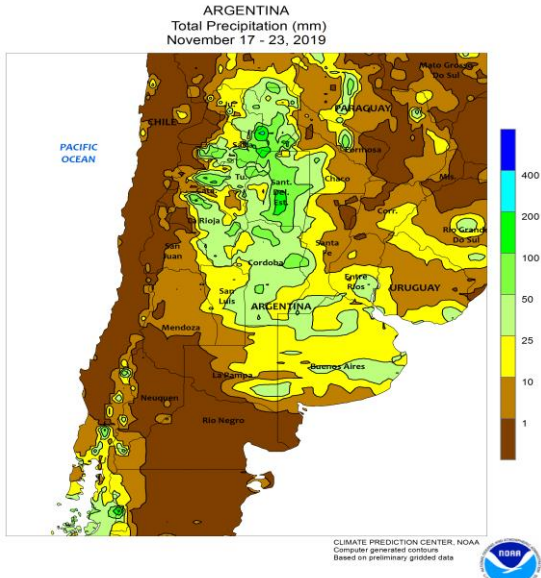 ARGENTINA
Total Precipitation (mm)
November 17 - 23, 2019
Mato Grosso
Do Sul
PARAGUAY
CHILE
Ju.
PACIFIC
OCEAN
Salta
Formosa
Tu.
Sant.
Del.
Est.
Chaco
Mis.
Corr.
La Rioja
Rio Grande
Do Sul
San
Juan
Santa
Fe
Cordoba
Entre
Rios
URUGUAY
San
Luis
ARGENTINA
Mendoza
Buenos Aires
La Pampa
Neuquen
Rio Negro
400
200
100
50
25
10
1
CLIMATE PREDICTION CENTER, NOAA
Computer generated contours
Based on preliminary gridded data
NOAA